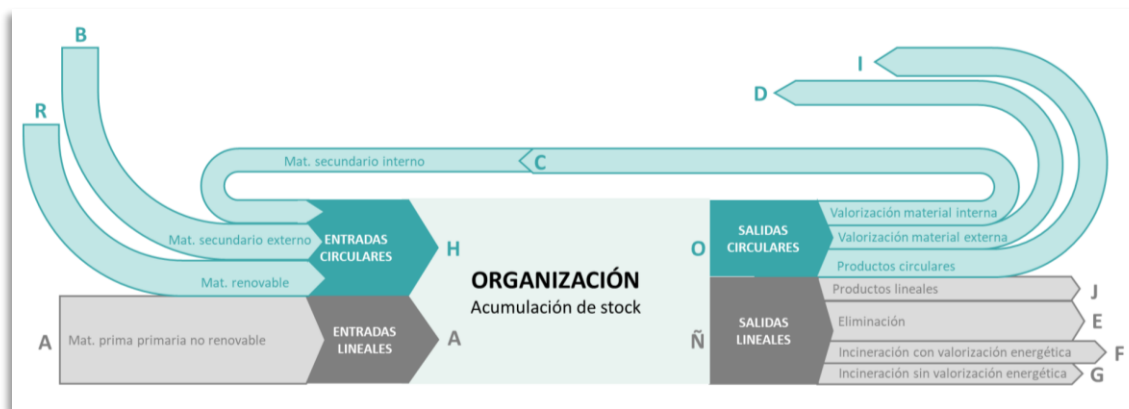 B
I
D
R
Mat. secundario interno
C
Valorización material interna
Mat. secundario externo
ENTRADAS
CIRCULARES
H
O
SALIDAS
CIRCULARES
Valorización material externa
Mat. renovable
Productos circulares
ORGANIZACIÓN
Acumulación de stock
Productos lineales
J
A
Mat. prima primaria no renovable
ENTRADAS
LINEALES
A
Ñ
SALIDAS
LINEALES
Eliminación
E
Incineración con valorización energética
F
Incineración sin valorización energética
G